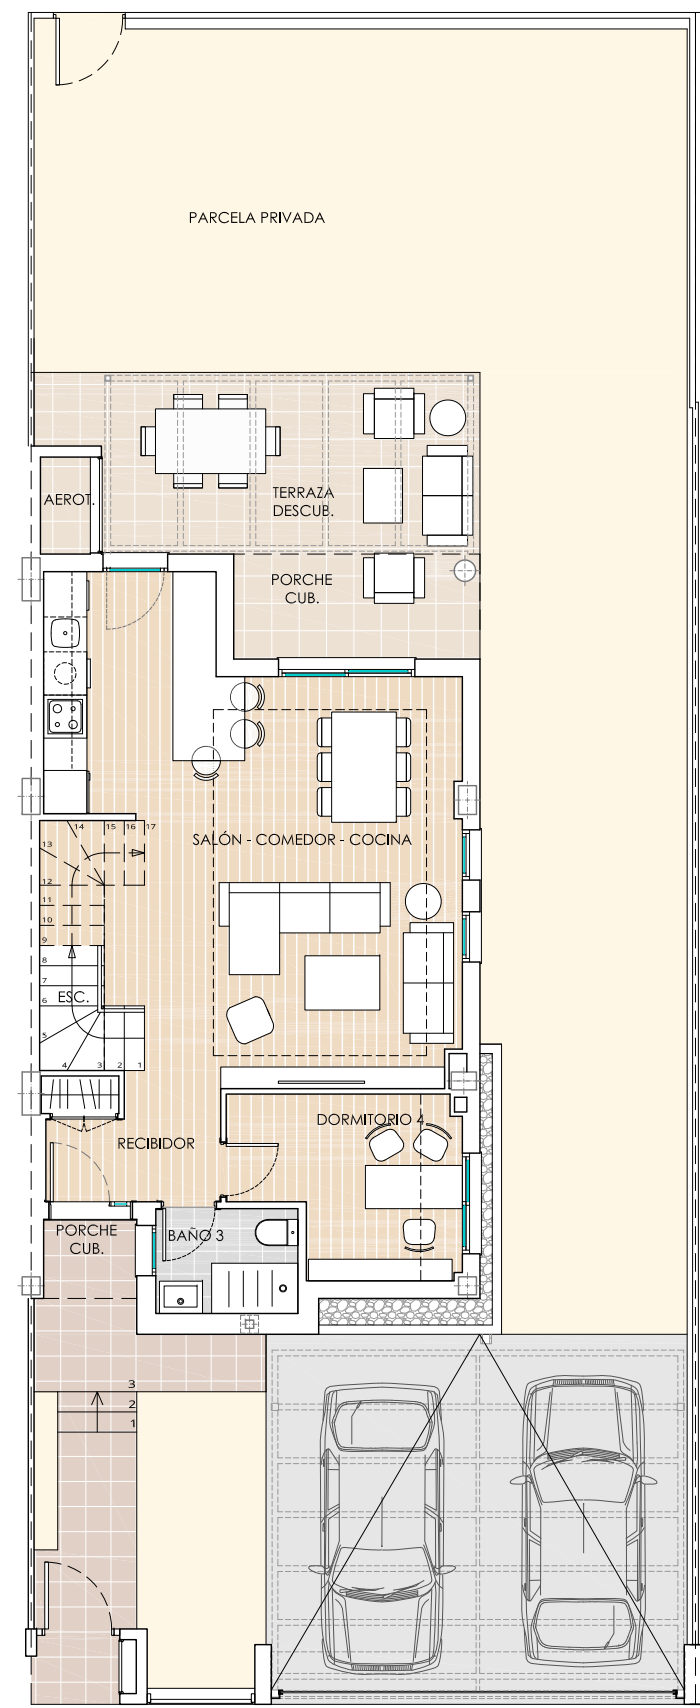 PARCELA PRIVADA
AEROT.
TERRAZA
DESCUB.
PORCHE
CUB.
14
15
16
17
13
SALÓN - COMEDOR - COCINA
12
11
10
9
8
7
ESC.
6
5
4
3
2
1
DORMITORIO 4
RECIBIDOR
PORCHE
CUB.
BAÑO 3
3
2
1